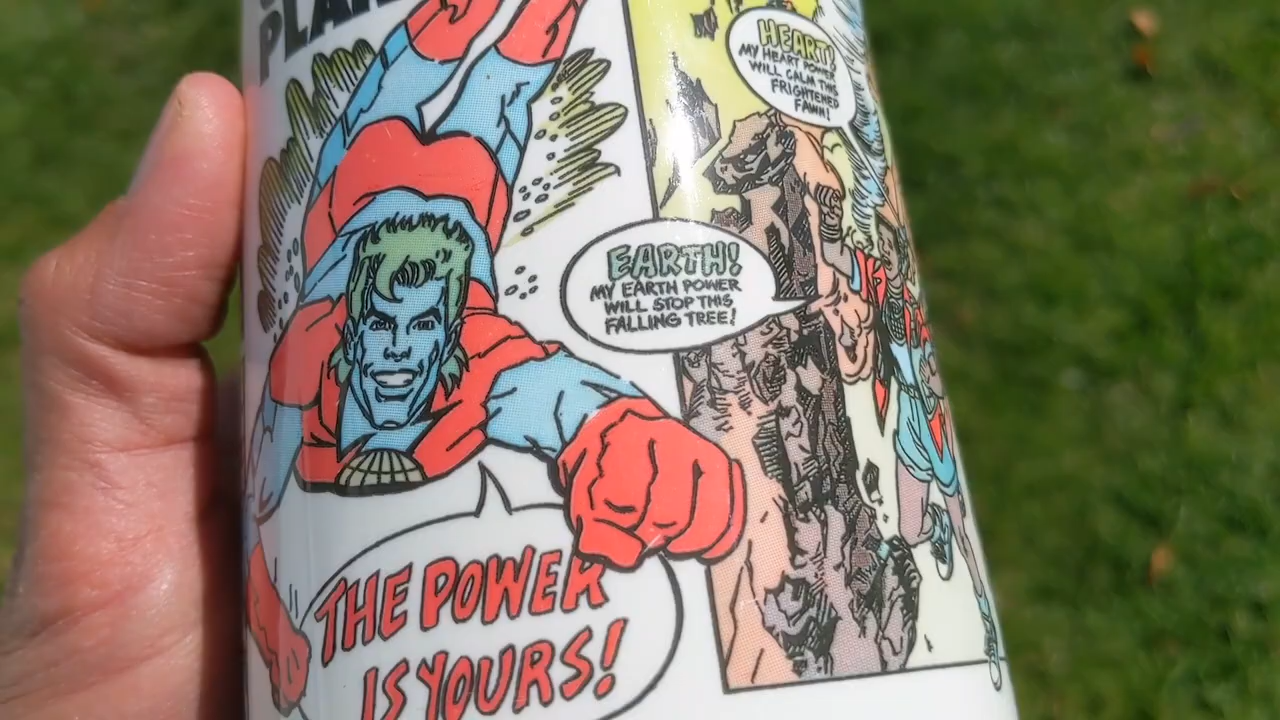 HEART!
MY HEART POWER
WILL CALM THIS
FRIGHTENED
FAWN!
EARTH!
MY EARTH POWER
WILL STOP THIS
FALLING TREE!
THE POWER
IS YOURS!